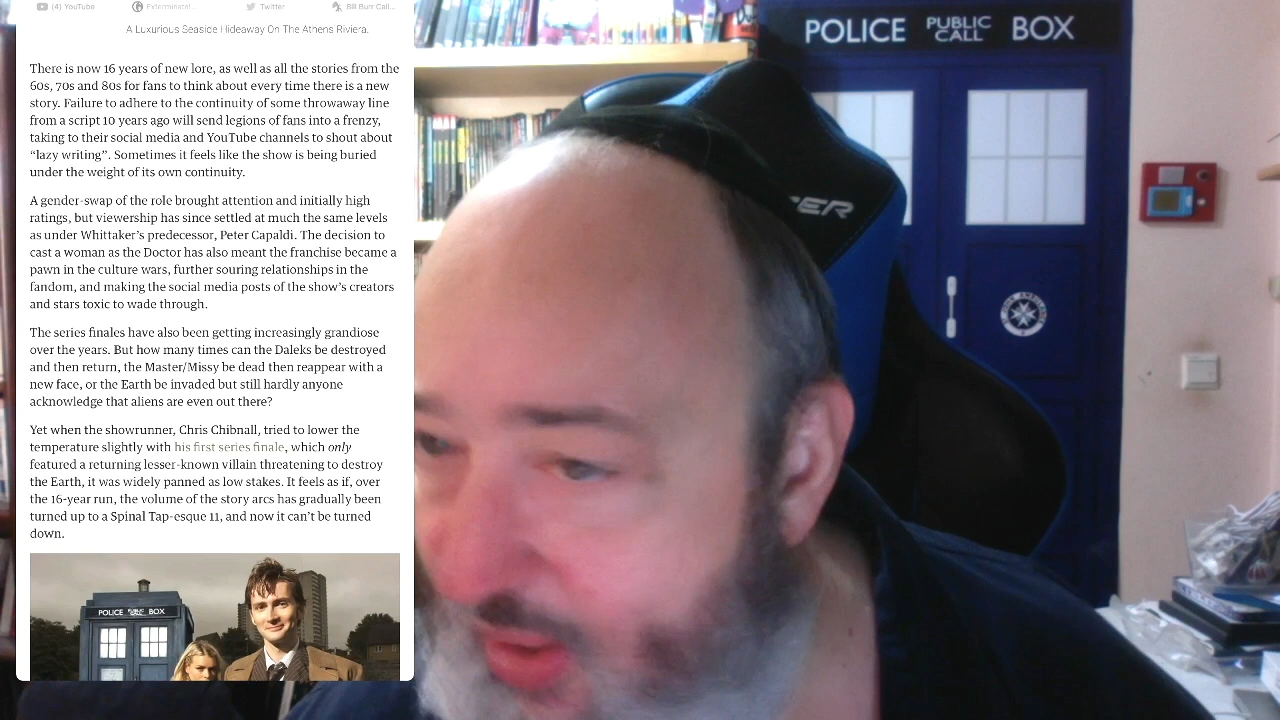 (4) YouTube
Exterminate!...
Twitter
Bill Burr Cal...
A Luxurious Seaside Hideaway On The Athens Riviera.
There is now 16 years of new lore, as well as all the stories from the
60s, 70s and 80s for fans to think about every time there is a new
story. Failure to adhere to the continuity of some throwaway line
from a script 10 years ago will send legions of fans into a frenzy,
taking to their social media and YouTube channels to shout about
“lazy writing”. Sometimes it feels like the show is being buried
under the weight of its own continuity.
A gender-swap of the role brought attention and initially high
ratings, but viewership has since settled at much the same levels
as under Whittaker’s predecessor, Peter Capaldi. The decision to
cast a woman as the Doctor has also meant the franchise became a
pawn in the culture wars, further souring relationships in the
fandom, and making the social media posts of the show’s creators
and stars toxic to wade through.
The series finales have also been getting increasingly grandiose
over the years. But how many times can the Daleks be destroyed
and then return, the Master/Missy be dead then reappear with a
new face, or the Earth be invaded but still hardly anyone
acknowledge that aliens are even out there?
Yet when the showrunner, Chris Chibnall, tried to lower the
temperature slightly with his first series finale, which only
featured a returning lesser-known villain threatening to destroy
the Earth, it was widely panned as low stakes. It feels as if, over
the 16-year run, the volume of the story arcs has gradually been
turned up to a Spinal Tap-esque 11, and now it can’t be turned
down.
POLICE BOX
POLICE PUBLIC CALL BOX
ER